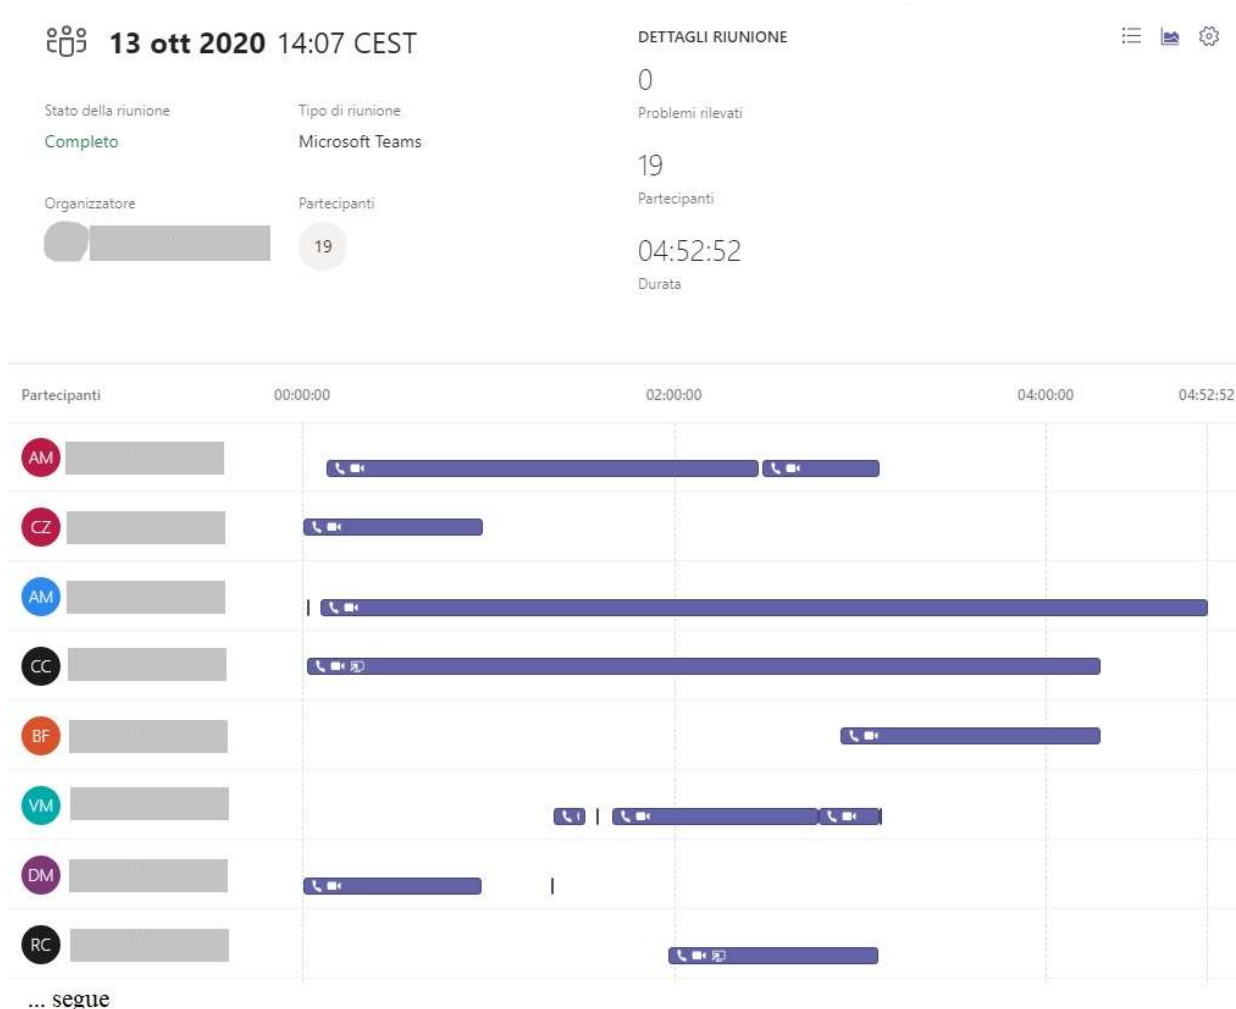 13 ott 2020 14:07 CEST
Stato della riunione
Completo
Tipo di riunione
Microsoft Teams
Organizzatore
Partecipanti
19
DETTAGLI RIUNIONE
0
Problemi rilevati
19
Partecipanti
04:52:52
Durata
Partecipanti 00:00:00 02:00:00 04:00:00 04:52:52
AM
CZ
AM
CC
BF
VM
DM
RC
... segue